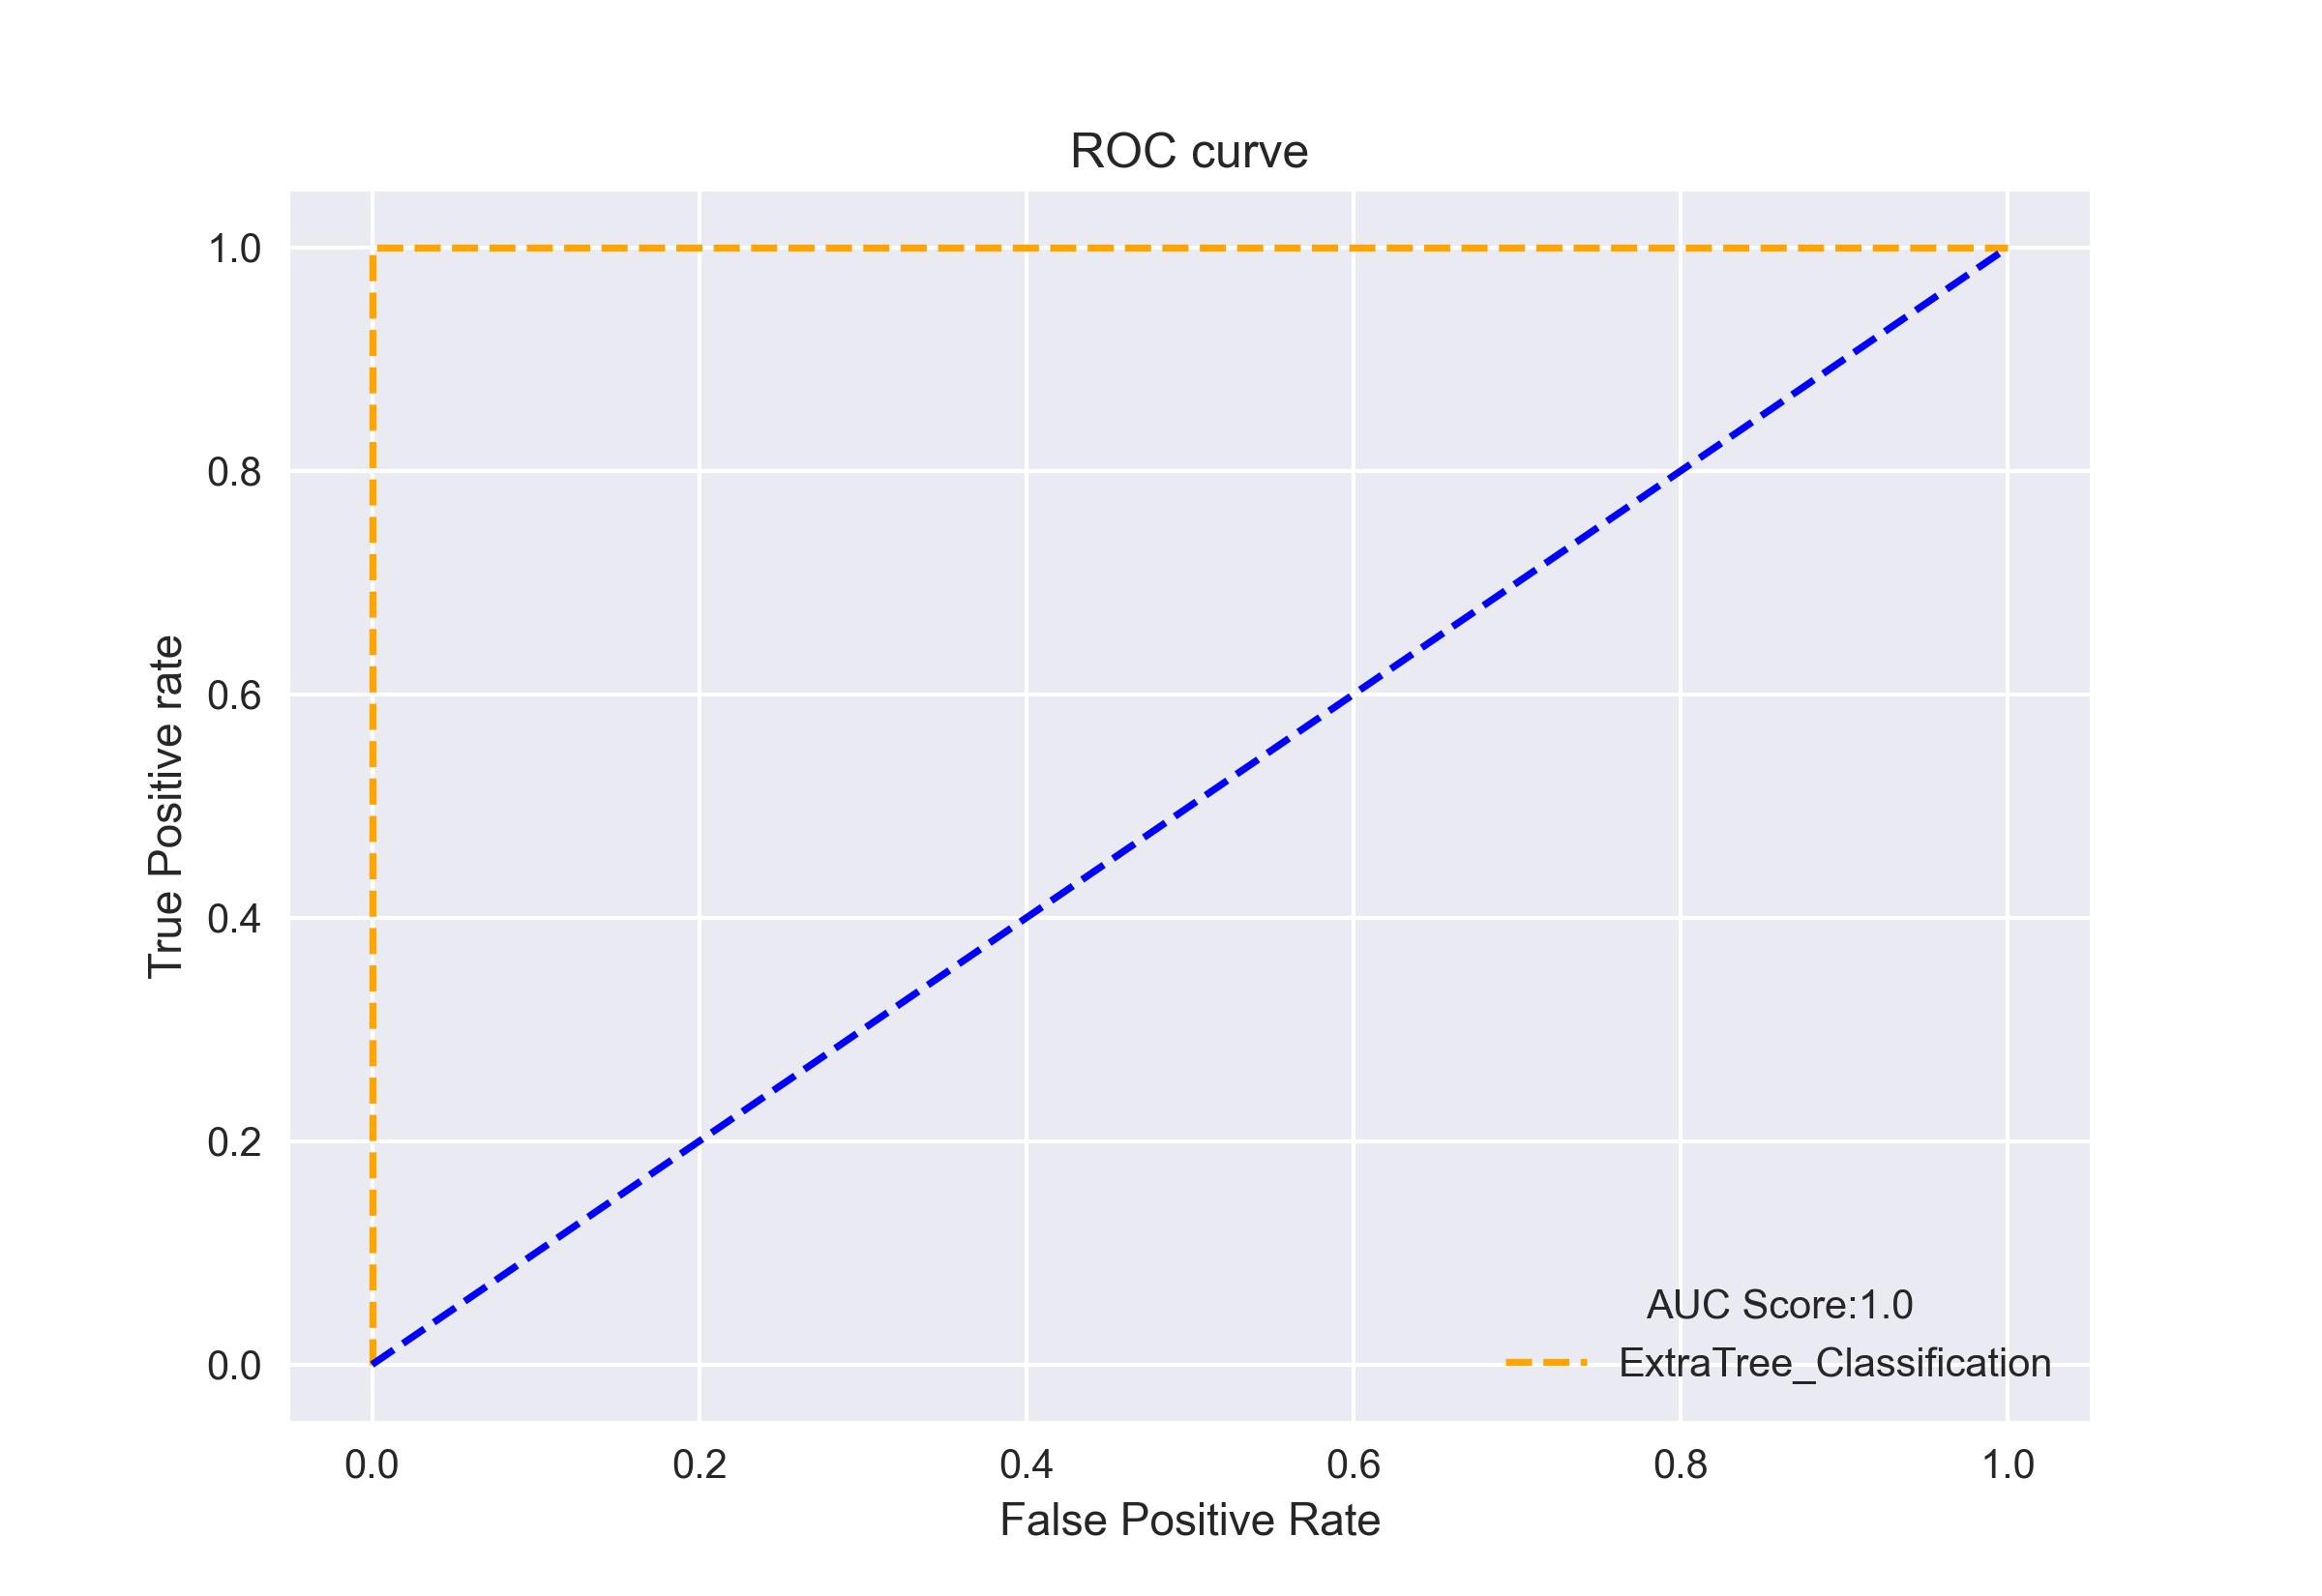 ROC curve
True Positive rate
1.0
0.8
0.6
0.4
0.2
0.0
AUC Score:1.0
ExtraTree_Classification
0.0 0.2 0.4 0.6 0.8 1.0
False Positive Rate